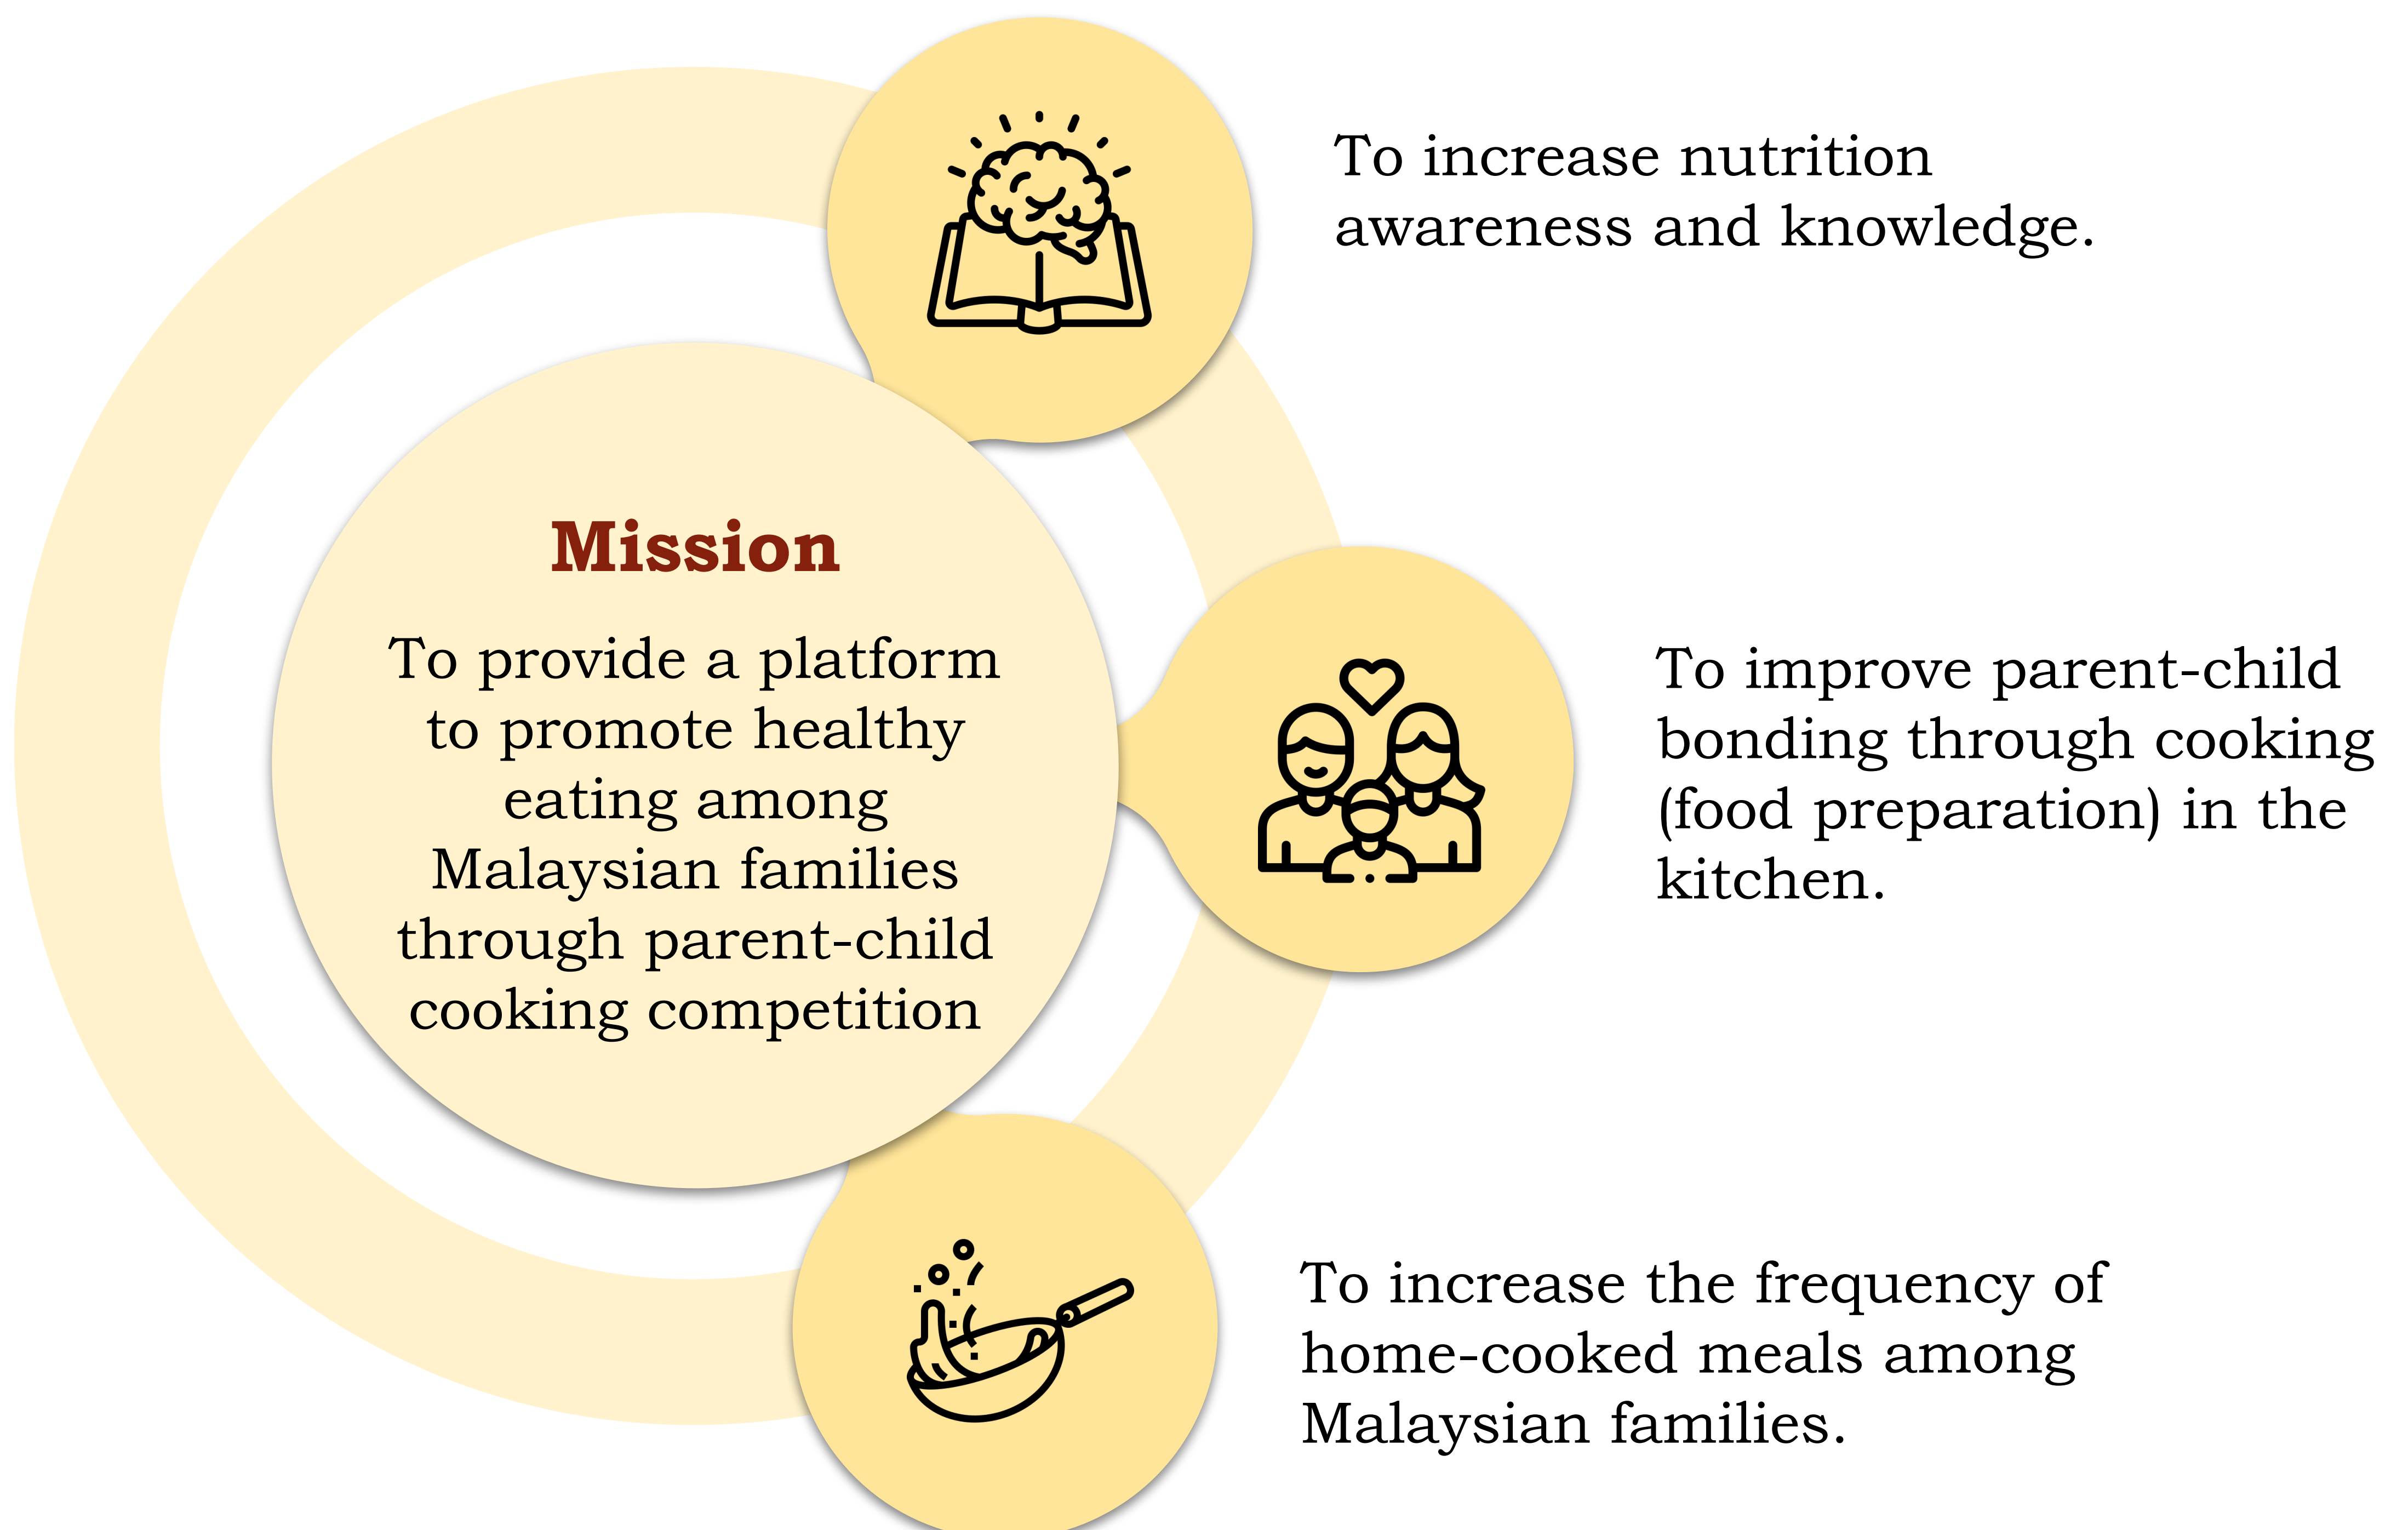 Mission
To provide a platform
to promote healthy
eating among
Malaysian families
through parent-child
cooking competition
To increase nutrition
awareness and knowledge.
To improve parent-child
bonding through cooking
(food preparation) in the
kitchen.
To increase the frequency of
home-cooked meals among
Malaysian families.